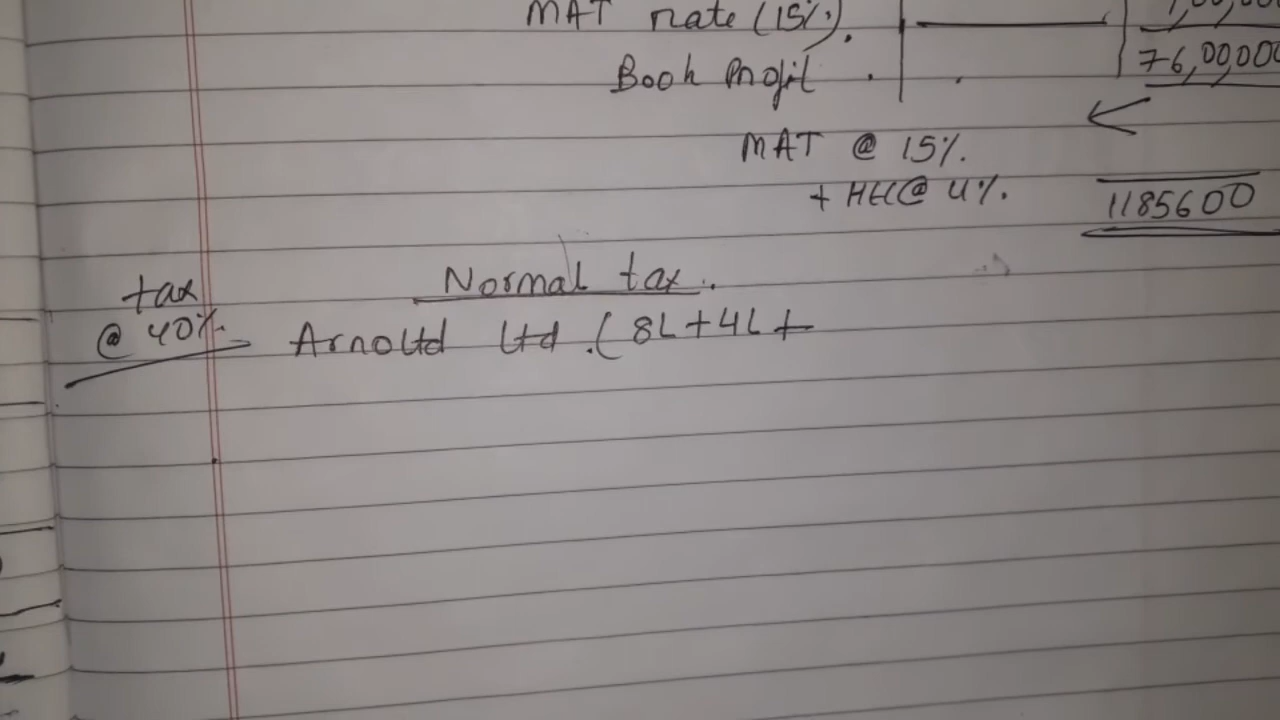 MAT rate (15%).
Book Profit . 76,00,000
MAT @ 15%.
+ HEC@ 4%. 1185600
Normal tax.
tax
@ 40%. Arnoltd Ltd.(8L+4L+